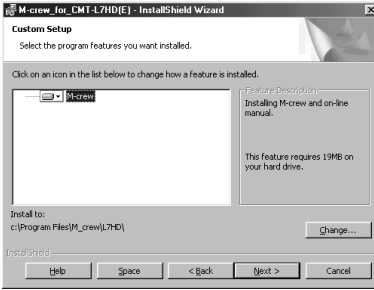 M-crew_for_CMT-L7HD(E) - InstallShield Wizard
Custom Setup
Select the program features you want installed.
Click on an icon in the list below to change how a feature is installed.
M-crew
Feature Description
Installing M-crew and on-line
manual.
This feature requires 19MB on
your hard drive.
Install to:
c:\Program Files\M_crew\L7HD\
Change...
InstallShield
Help
Space
< Back
Next >
Cancel